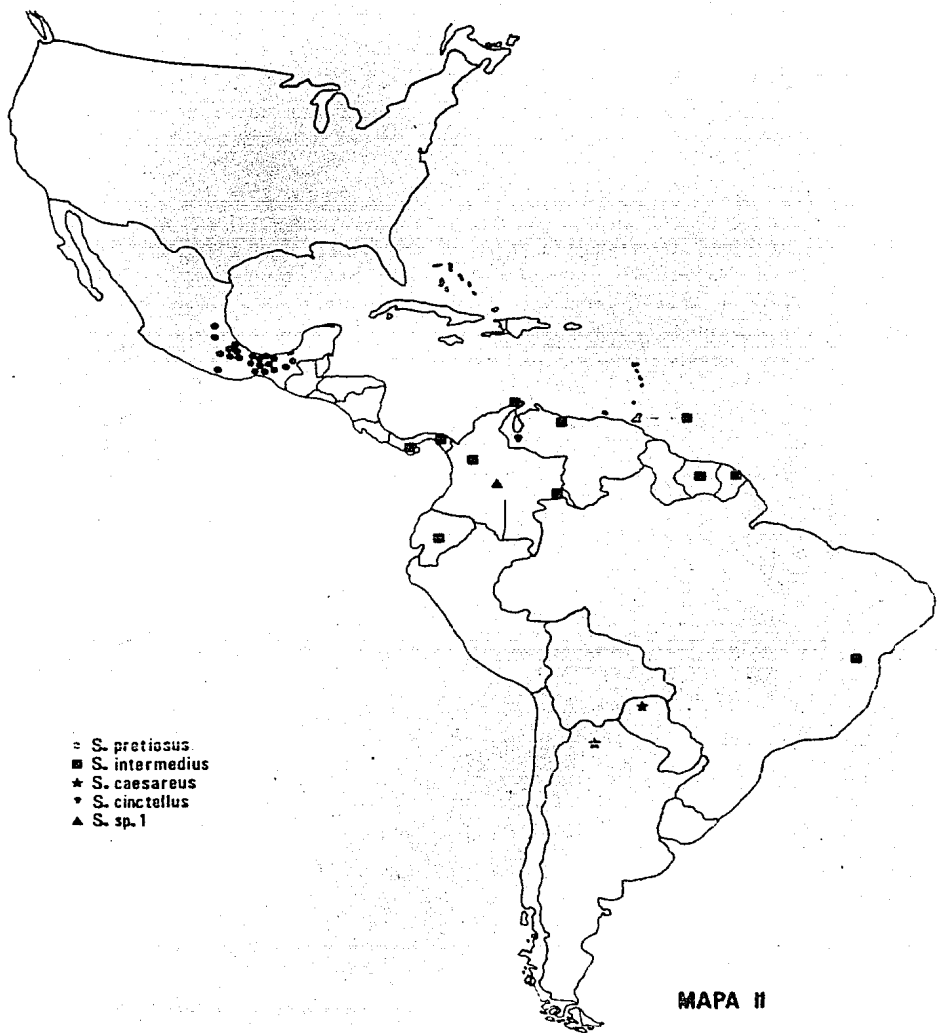 S. pretiosus
S. intermedius
S. caesareus
S. cinctellus
S. sp. 1
MAPA II